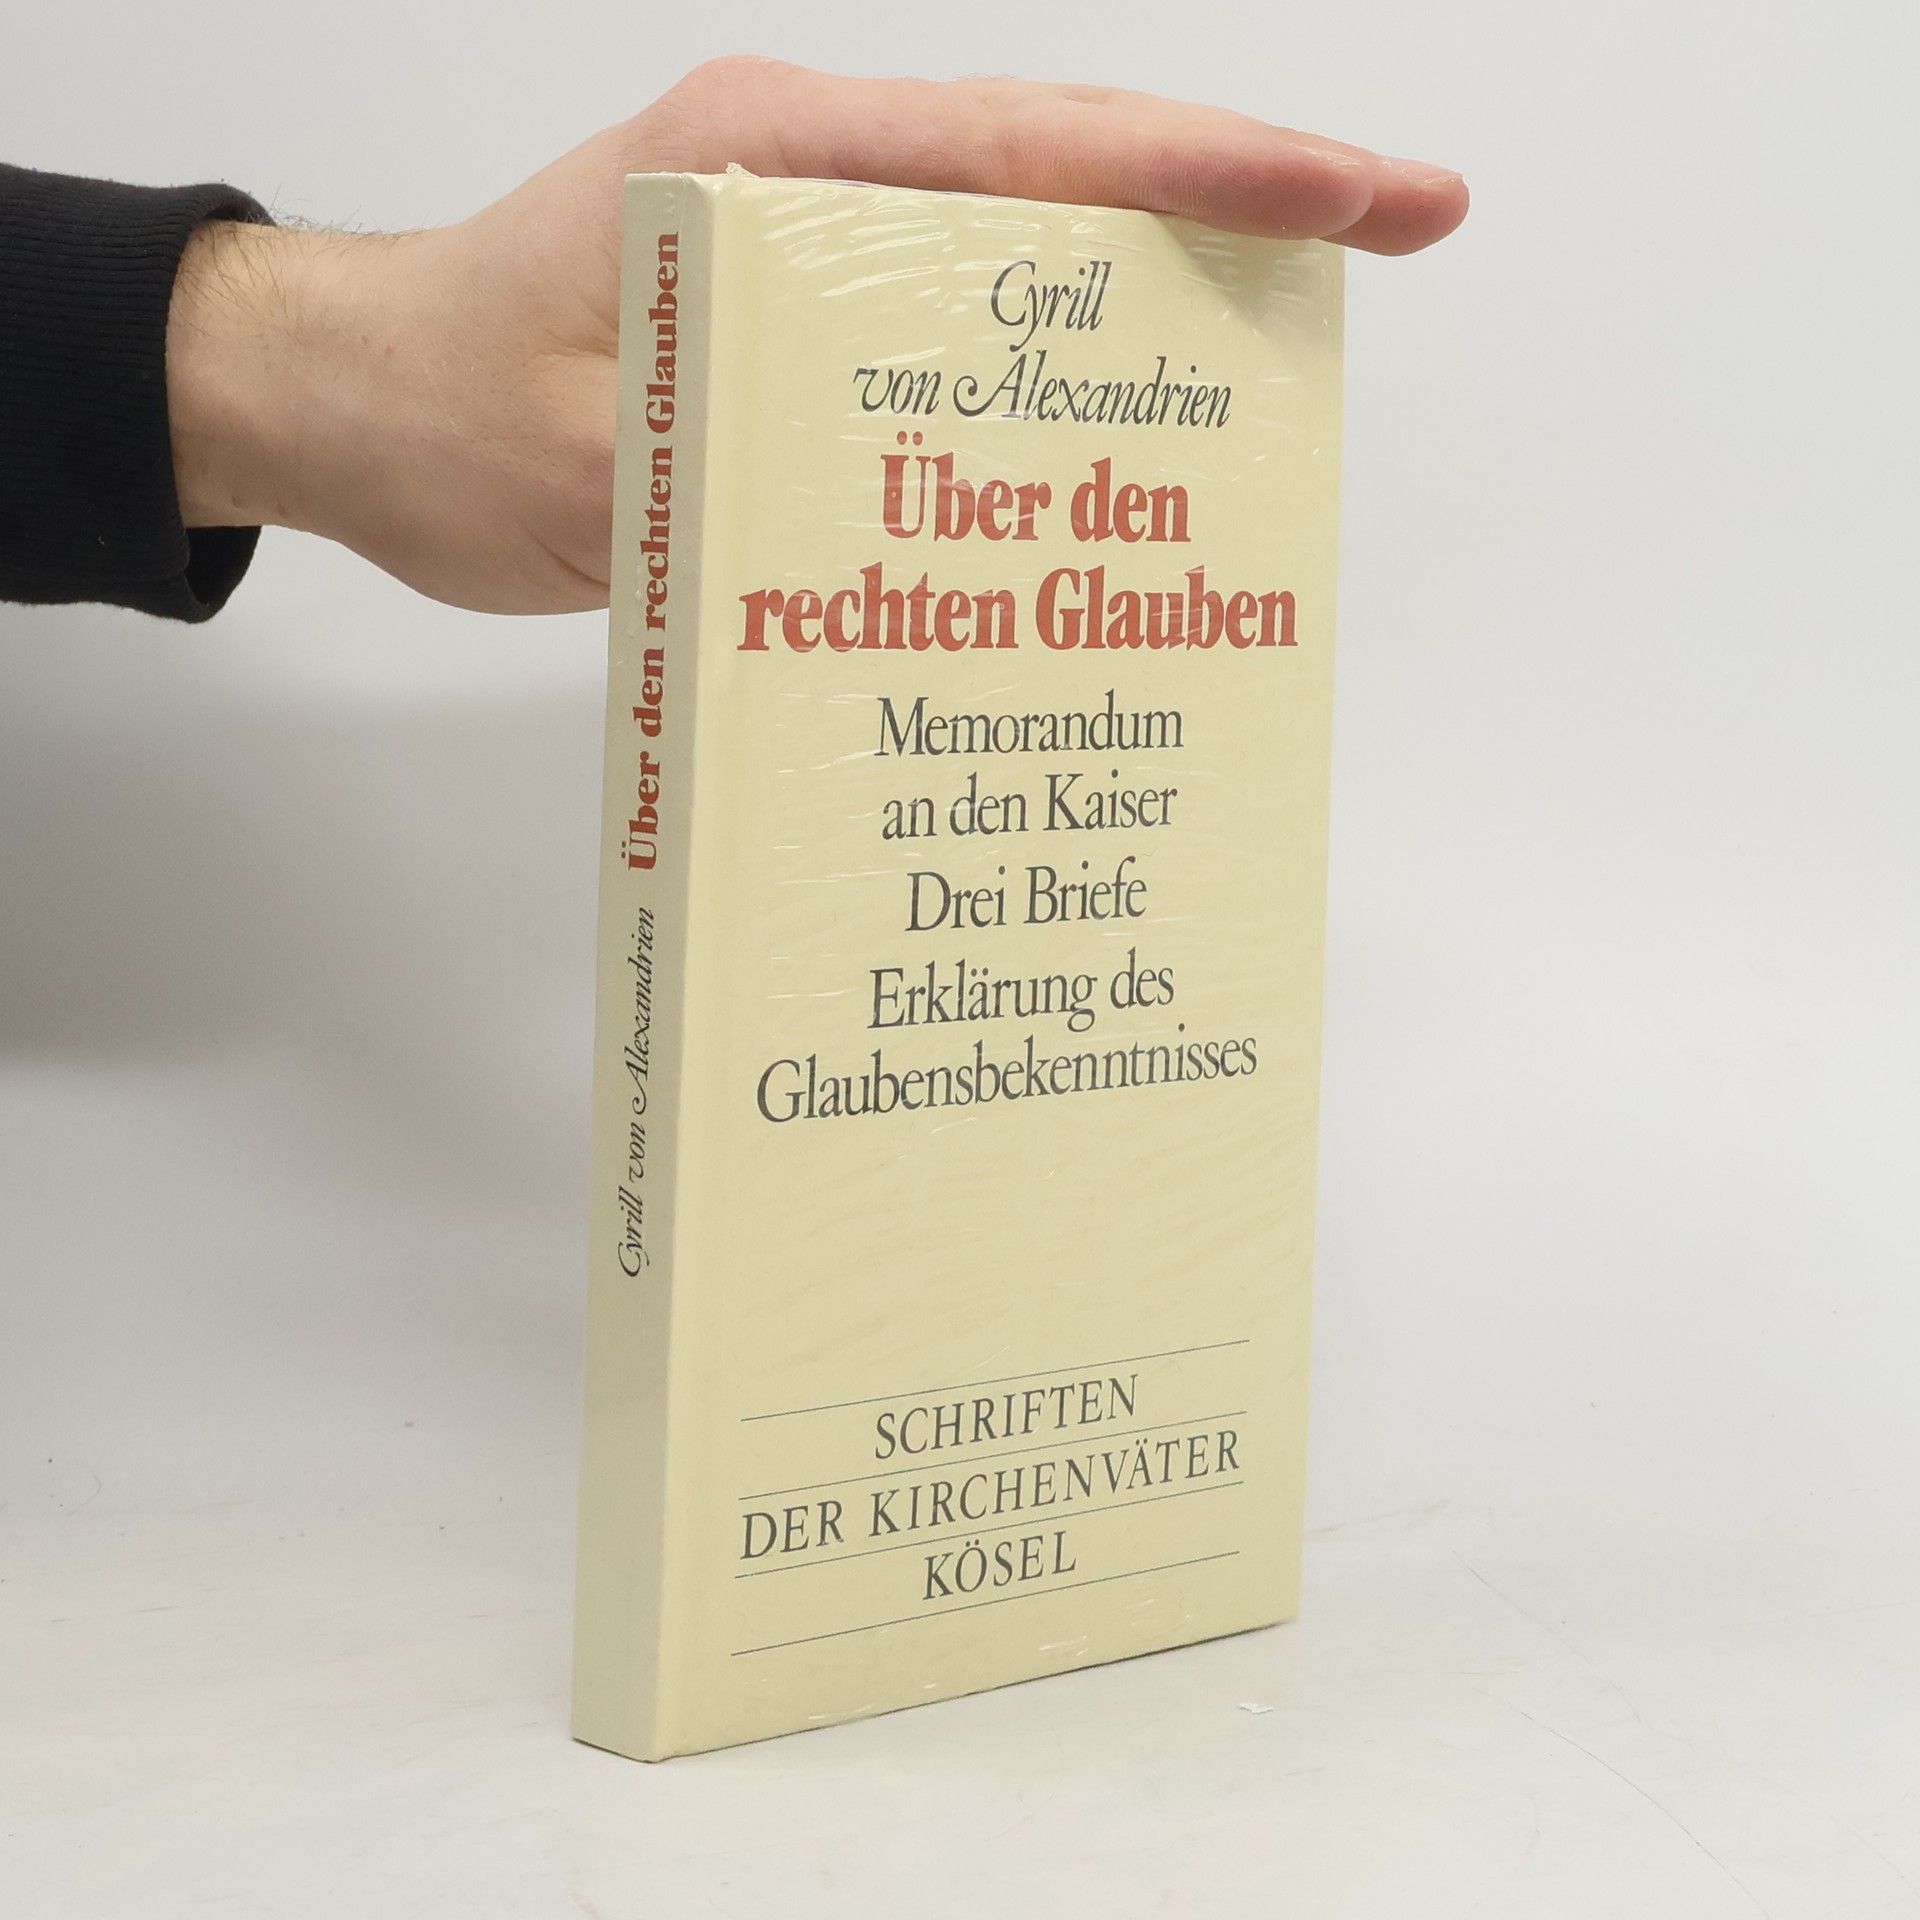 Cyrill
von Alexandrien
Über den
rechten Glauben
Memorandum
an den Kaiser
Drei Briefe
Erklärung des
Glaubensbekenntnisses
SCHRIFTEN
DER KIRCHENVÄTER
KÖSEL
Cyrill von Alexandrien Über den rechten Glauben